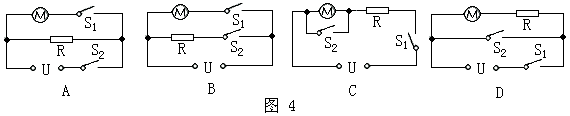 M S₁ R S₂ U A
M S₁ R S₂ U B
M R S₂ S₁ U C
M R S₂ U S₁ D
图 4